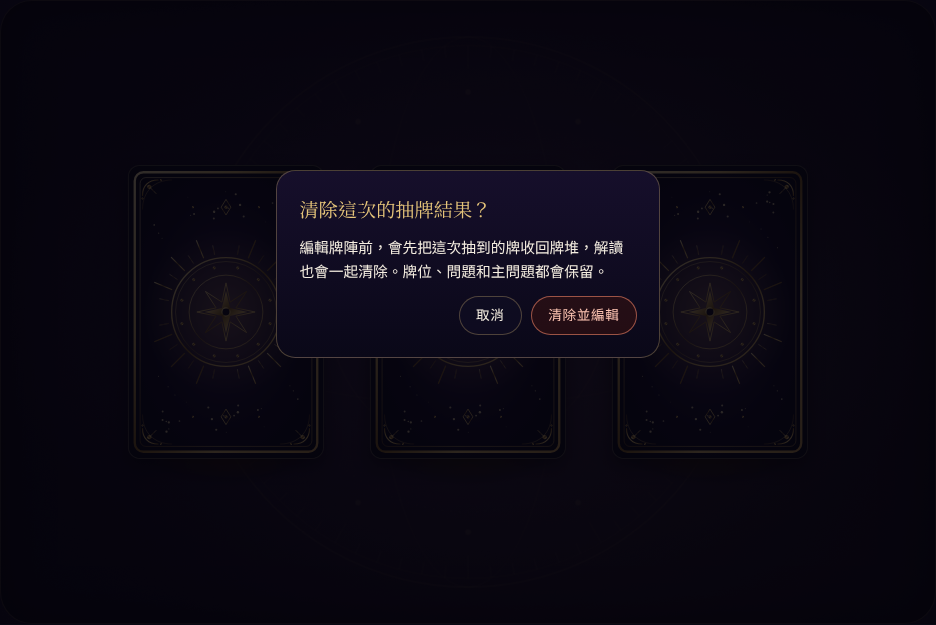 清除這次的抽牌結果？
編輯牌陣前，會先把這次抽到的牌收回牌堆，解讀
也會一起清除。牌位、問題和主問題都會保留。
取消
清除並編輯